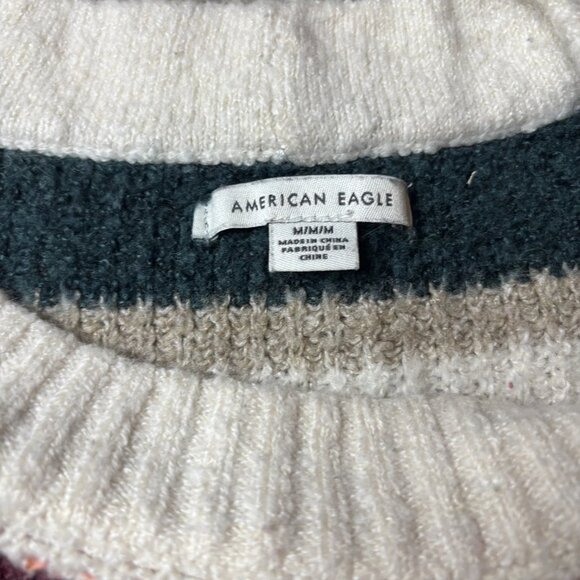 AMERICAN EAGLE
M/M/M
MADE IN CHINA
FABRIQUÉ EN
CHINE